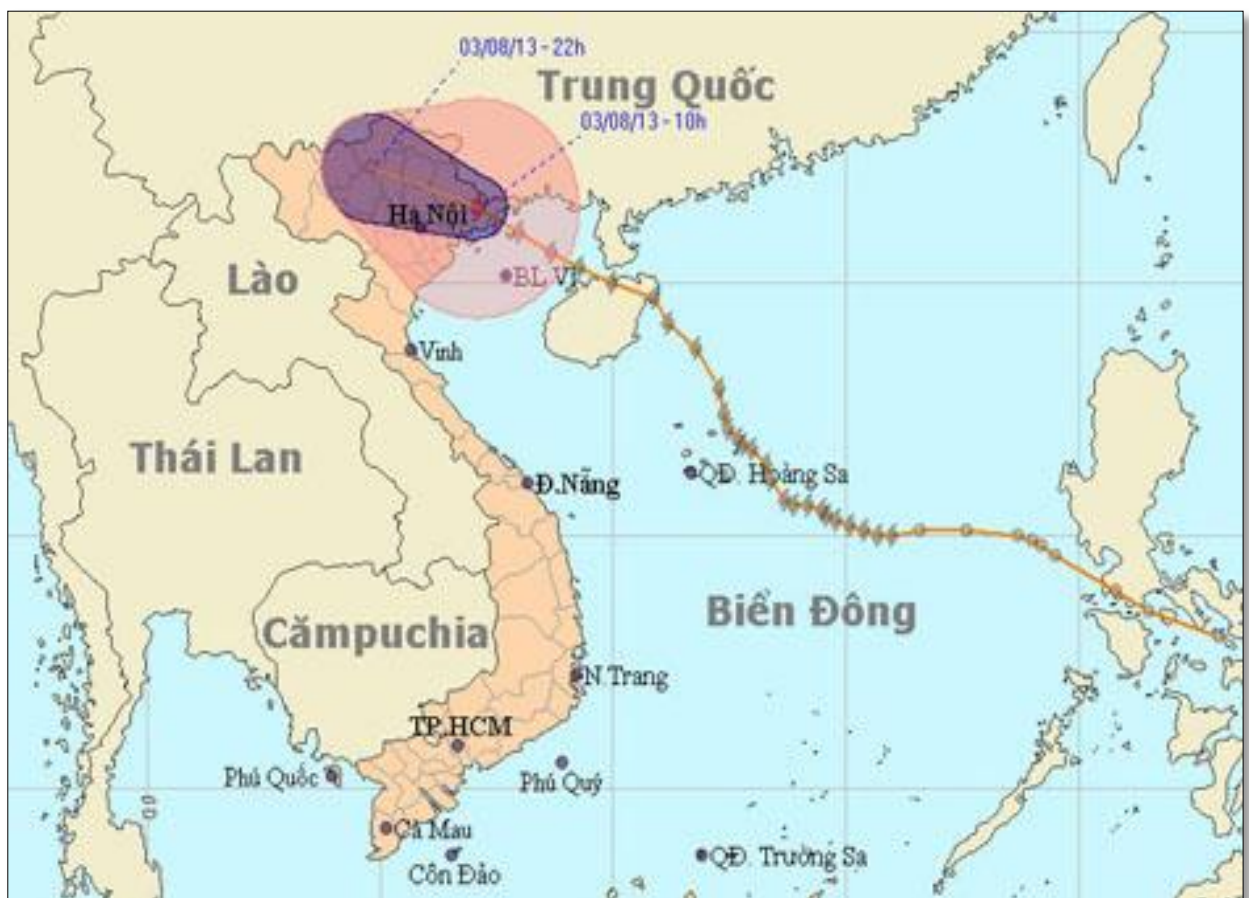 03/08/13 - 22h
Trung Quốc
03/08/13 - 10h
Hà Nội
BL VĨ
Lào
Vinh
Thái Lan
QĐ. Hoàng Sa
Đ.Nẵng
Biển Đông
Cămpuchia
N Trang
TP.HCM
Phú Quốc
Phú Quý
Cà Mau
QĐ. Trường Sa
Côn Đảo